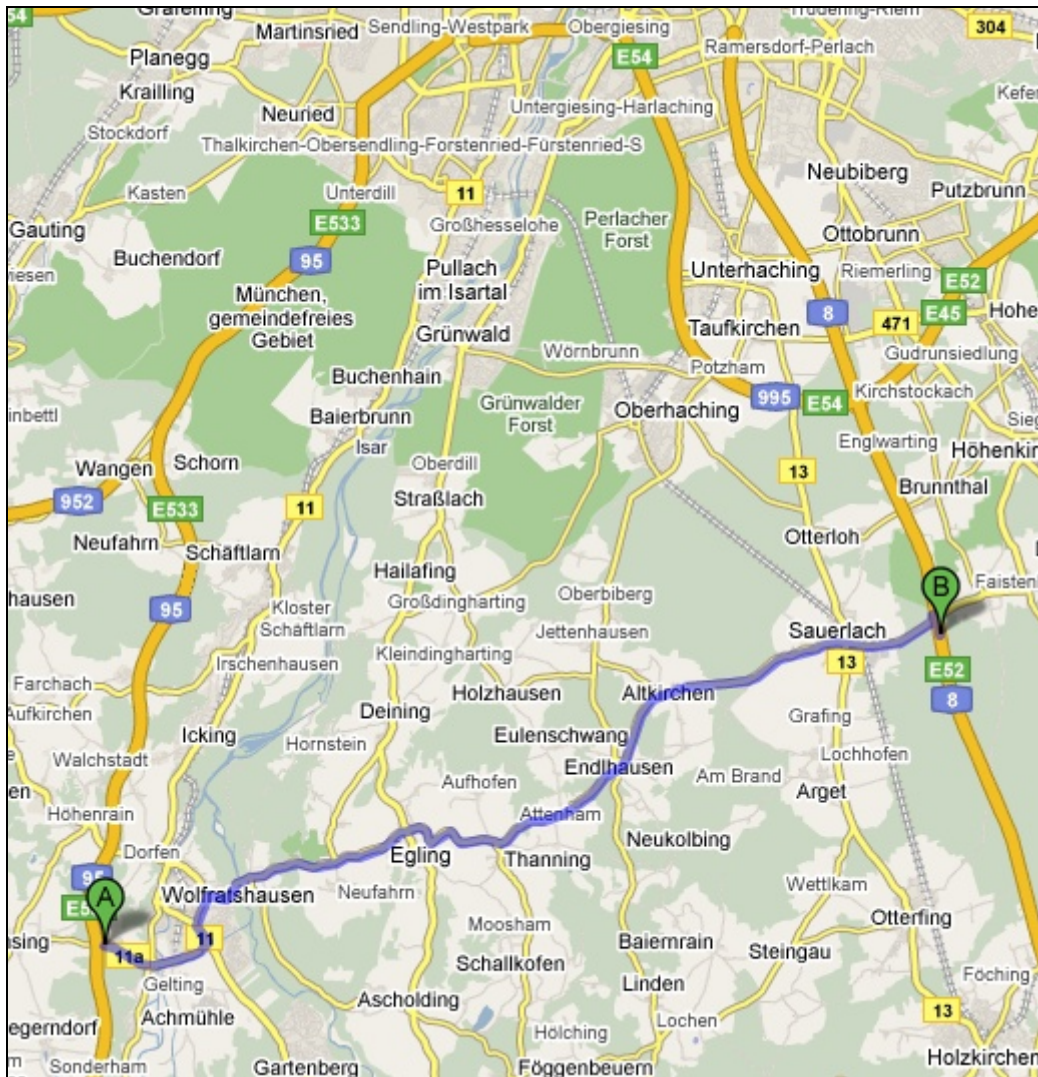 E54
Gräfelfing
Martinsried
Sendling-Westpark
Obergiesing
Trudering-Riem
304
Planegg
E54
Ramersdorf-Perlach
Krailling
Neuried
Untergiesing-Harlaching
Stockdorf
Thalkirchen-Obersendling-Forstenried-Fürstenried-S
Neubiberg
Kasten
Unterdill
11
Putzbrunn
Gauting
E533
Großhesselohe
Perlacher
Forst
Ottobrunn
Buchendorf
95
Pullach
im Isartal
Unterhaching
Riemerling
E52
München,
gemeindefreies
Gebiet
Grünwald
8
471
E45
Taufkirchen
Gudrunsiedlung
Wörnbrunn
Potzham
Buchenhain
Kirchstockach
995
E54
Grünwalder
Forst
Oberhaching
Baierbrunn
Isar
Englwarting
Wangen
Schorn
Oberdill
13
Brunnthal
952
E533
11
Straßlach
Neufahrn
Schäftlarn
Otterloh
Hailafing
B
95
Kloster
Schäftlarn
Großdingharting
Oberbiberg
Jettenhausen
Sauerlach
Irschenhausen
Kleindingharting
13
E52
Farchach
Holzhausen
Altkirchen
8
Aufkirchen
Deining
Grafing
Icking
Eulenschwang
Hornstein
Lochhofen
Walchstadt
Endlhausen
Am Brand
Aufhofen
Arget
Höhenrain
Attenham
Neukolbing
Dorfen
Egling
Thanning
95
A
Wolfratshausen
Neufahrn
Wettlkam
Otterfing
Moosham
11
Baiernrain
Steingau
11a
Schallkofen
Gelting
Linden
Föching
Ascholding
13
Achmühle
Lochen
Hölching
Holzkirchen
Sonderham
Gartenberg
Föggenbeuern